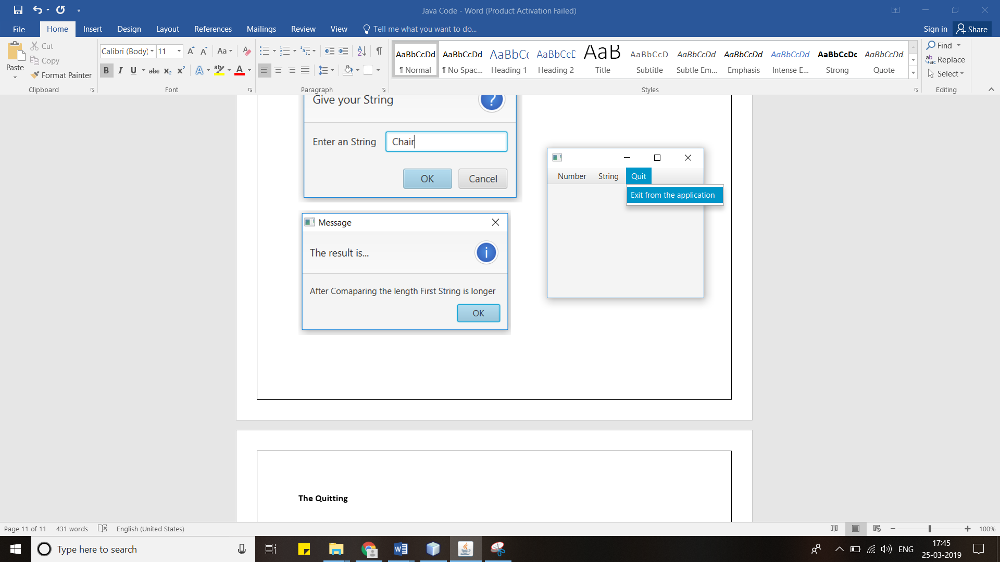 Java Code - Word (Product Activation Failed)
File Home Insert Design Layout References Mailings Review View Tell me what you want to do... Sign in Share
Paste Cut
Copy
Format Painter
Clipboard
Calibri (Body) 11 Aa
B I U abc x₂ x² A ab A
Font
Paragraph
AaBbCcDd AaBbCcDd AaBbCc AaBbCcD AaB AaBbCcD AaBbCcDd AaBbCcDd AaBbCcDd AaBbCcDc AaBbCcDd
¶ Normal ¶ No Spac... Heading 1 Heading 2 Title Subtitle Subtle Em... Emphasis Intense E... Strong Quote
Styles
Find
Replace
Select
Editing
Give your String
Enter an String Chair
OK Cancel
Message
The result is...
After Comaparing the length First String is longer
OK
Number String Quit
Exit from the application
The Quitting
Page 11 of 11 431 words English (United States) 100%
Type here to search
ENG
17:45
25-03-2019